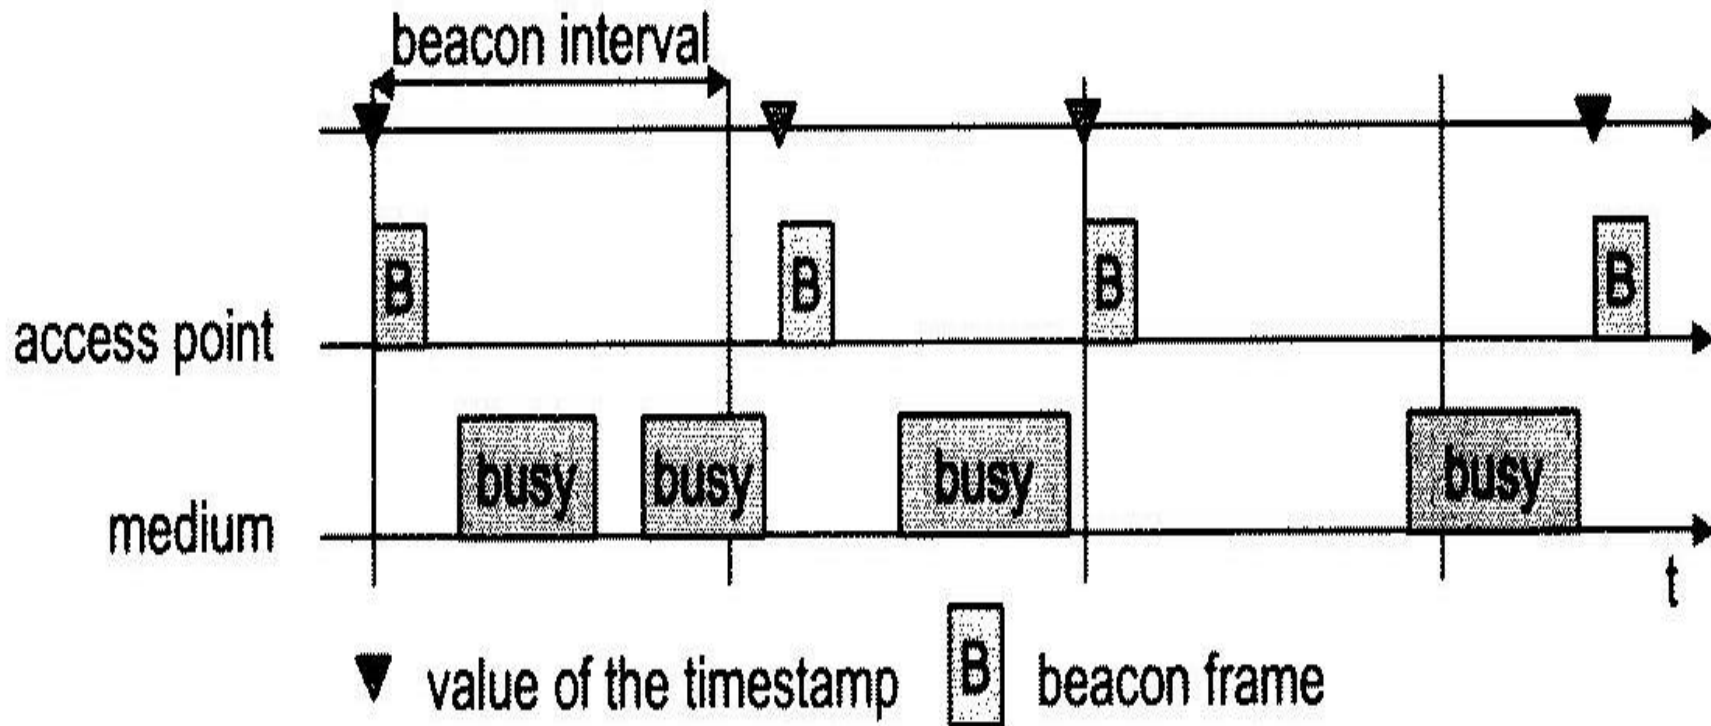 beacon interval
B B B B
access point
busy busy busy busy
medium
t
value of the timestamp B beacon frame